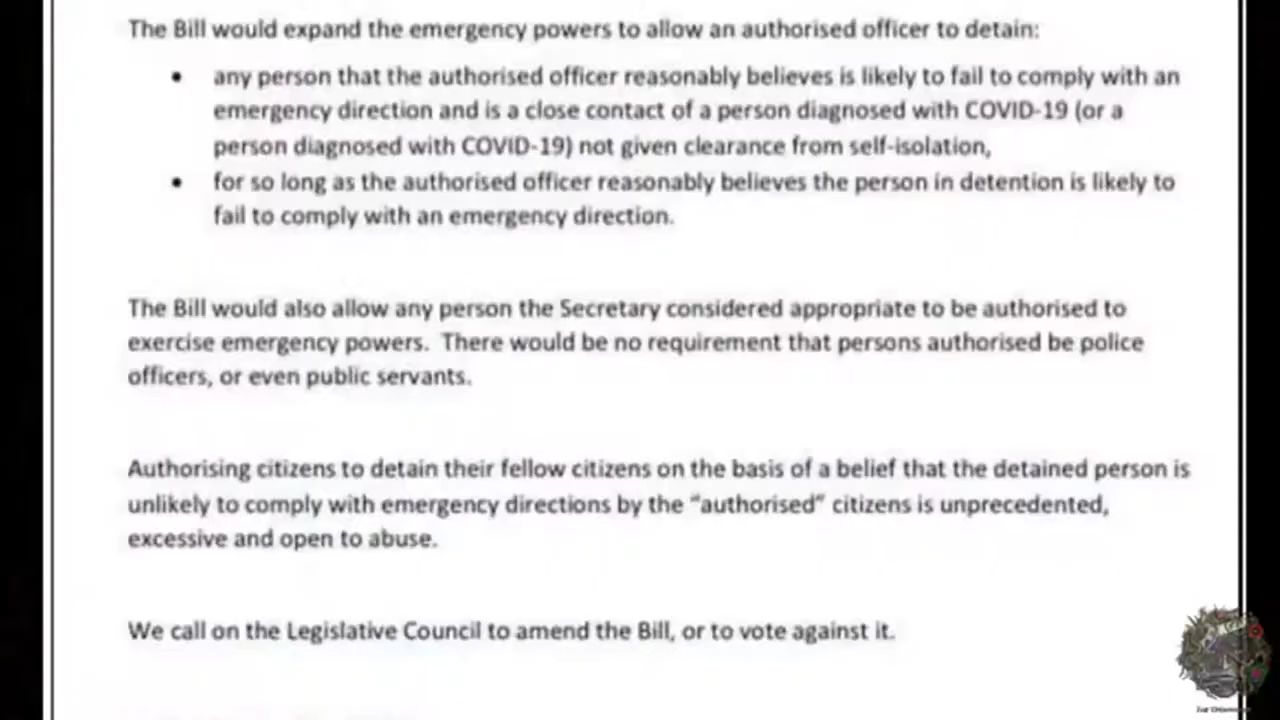 The Bill would expand the emergency powers to allow an authorised officer to detain:
• any person that the authorised officer reasonably believes is likely to fail to comply with an
emergency direction and is a close contact of a person diagnosed with COVID-19 (or a
person diagnosed with COVID-19) not given clearance from self-isolation,
• for so long as the authorised officer reasonably believes the person in detention is likely to
fail to comply with an emergency direction.
The Bill would also allow any person the Secretary considered appropriate to be authorised to
exercise emergency powers.  There would be no requirement that persons authorised be police
officers, or even public servants.
Authorising citizens to detain their fellow citizens on the basis of a belief that the detained person is
unlikely to comply with emergency directions by the “authorised” citizens is unprecedented,
excessive and open to abuse.
We call on the Legislative Council to amend the Bill, or to vote against it.